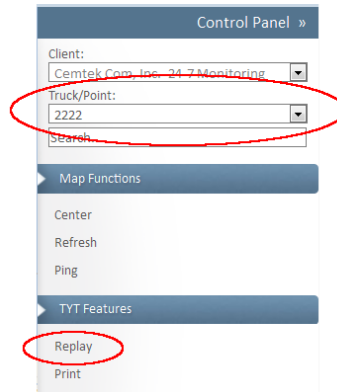 Control Panel »
Client:
Cemtek Com, Inc. 24-7 Monitoring
Truck/Point:
2222
Search...
Map Functions
Center
Refresh
Ping
TYT Features
Replay
Print